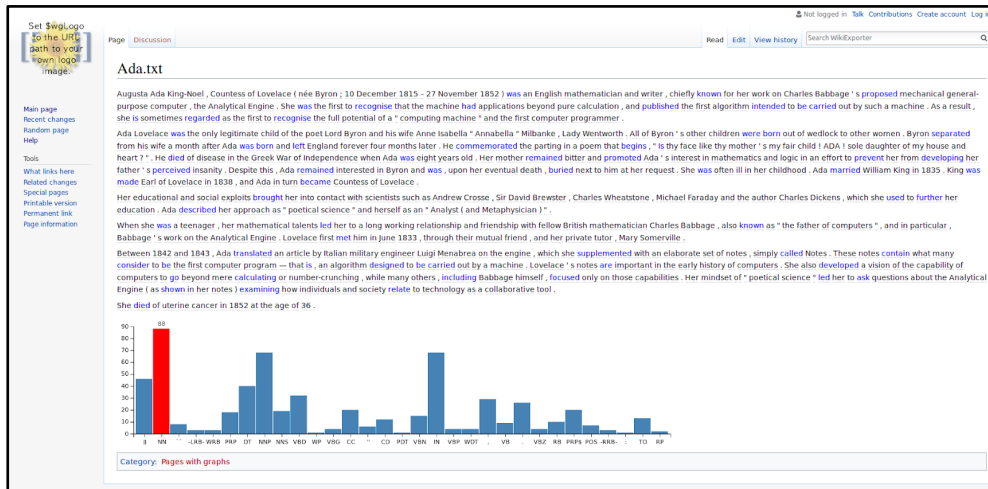 Not logged in Talk Contributions Create account Log in
Set $wgLogo
to the URL
path to your
own logo
image.
Page Discussion
Read Edit View history Search WikiExporter
Ada.txt
Augusta Ada King-Noel , Countess of Lovelace ( née Byron ; 10 December 1815 – 27 November 1852 ) was an English mathematician and writer , chiefly known for her work on Charles Babbage ' s proposed mechanical general-
purpose computer , the Analytical Engine . She was the first to recognise that the machine had applications beyond pure calculation , and published the first algorithm intended to be carried out by such a machine . As a result ,
she is sometimes regarded as the first to recognise the full potential of a " computing machine " and the first computer programmer .
Ada Lovelace was the only legitimate child of the poet Lord Byron and his wife Anne Isabella " Annabella " Milbanke , Lady Wentworth . All of Byron ' s other children were born out of wedlock to other women . Byron separated
from his wife a month after Ada was born and left England forever four months later . He commemorated the parting in a poem that begins , " Is thy face like thy mother ' s my fair child ! ADA ! sole daughter of my house and
heart ? " . He died of disease in the Greek War of Independence when Ada was eight years old . Her mother remained bitter and promoted Ada ' s interest in mathematics and logic in an effort to prevent her from developing her
father ' s perceived insanity . Despite this , Ada remained interested in Byron and was , upon her eventual death , buried next to him at her request . She was often ill in her childhood . Ada married William King in 1835 . King was
made Earl of Lovelace in 1838 , and Ada in turn became Countess of Lovelace .
Her educational and social exploits brought her into contact with scientists such as Andrew Crosse , Sir David Brewster , Charles Wheatstone , Michael Faraday and the author Charles Dickens , which she used to further her
education . Ada described her approach as " poetical science " and herself as an " Analyst ( and Metaphysician ) " .
When she was a teenager , her mathematical talents led her to a long working relationship and friendship with fellow British mathematician Charles Babbage , also known as " the father of computers " , and in particular ,
Babbage ' s work on the Analytical Engine . Lovelace first met him in June 1833 , through their mutual friend , and her private tutor , Mary Somerville .
Between 1842 and 1843 , Ada translated an article by Italian military engineer Luigi Menabrea on the engine , which she supplemented with an elaborate set of notes , simply called Notes . These notes contain what many
consider to be the first computer program — that is , an algorithm designed to be carried out by a machine . Lovelace ' s notes are important in the early history of computers . She also developed a vision of the capability of
computers to go beyond mere calculating or number-crunching , while many others , including Babbage himself , focused only on those capabilities . Her mindset of " poetical science " led her to ask questions about the Analytical
Engine ( as shown in her notes ) examining how individuals and society relate to technology as a collaborative tool .
She died of uterine cancer in 1852 at the age of 36 .
Main page
Recent changes
Random page
Help
Tools
What links here
Related changes
Special pages
Printable version
Permanent link
Page information
88
90
80
70
60
50
40
30
20
10
0
JJ NN `` -LRB- WRB PRP DT NNP NNS VBD WP VBG CC '' CD PDT VBN IN VBP WDT , VB . VBZ RB PRP$ POS -RRB- : TO RP
Category: Pages with graphs